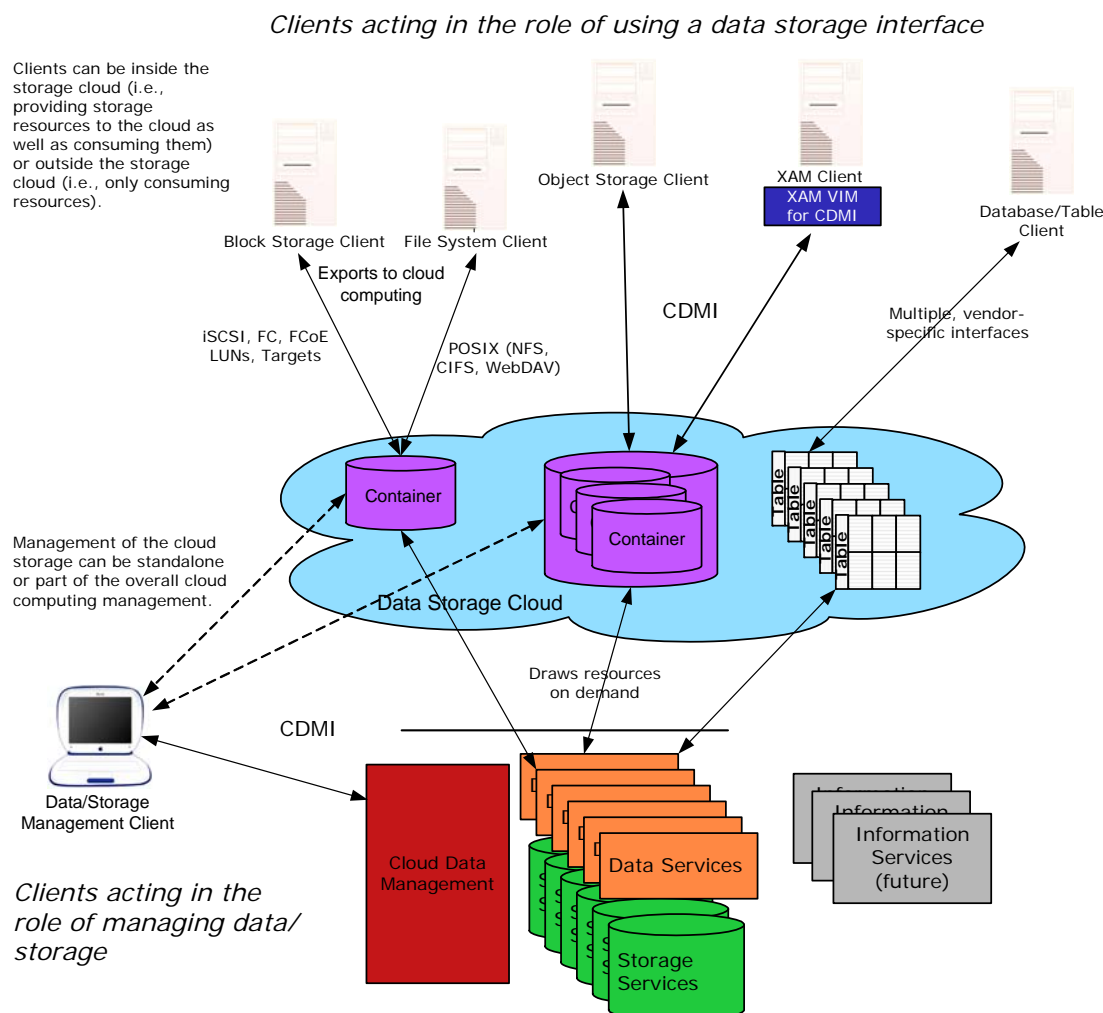 Clients acting in the role of using a data storage interface
Clients can be inside the
storage cloud (i.e.,
providing storage
resources to the cloud as
well as consuming them)
or outside the storage
cloud (i.e., only consuming
resources).
Block Storage Client
File System Client
Object Storage Client
XAM Client
XAM VIM
for CDMI
Database/Table
Client
Exports to cloud
computing
iSCSI, FC, FCoE
LUNs, Targets
POSIX (NFS,
CIFS, WebDAV)
CDMI
Multiple, vendor-
specific interfaces
Container
Container
Table
Table
Table
Table
Table
Data Storage Cloud
Management of the cloud
storage can be standalone
or part of the overall cloud
computing management.
Draws resources
on demand
CDMI
Data/Storage
Management Client
Cloud Data
Management
Data Services
Storage
Services
Information
Information
Services
(future)
Clients acting in the
role of managing data/
storage